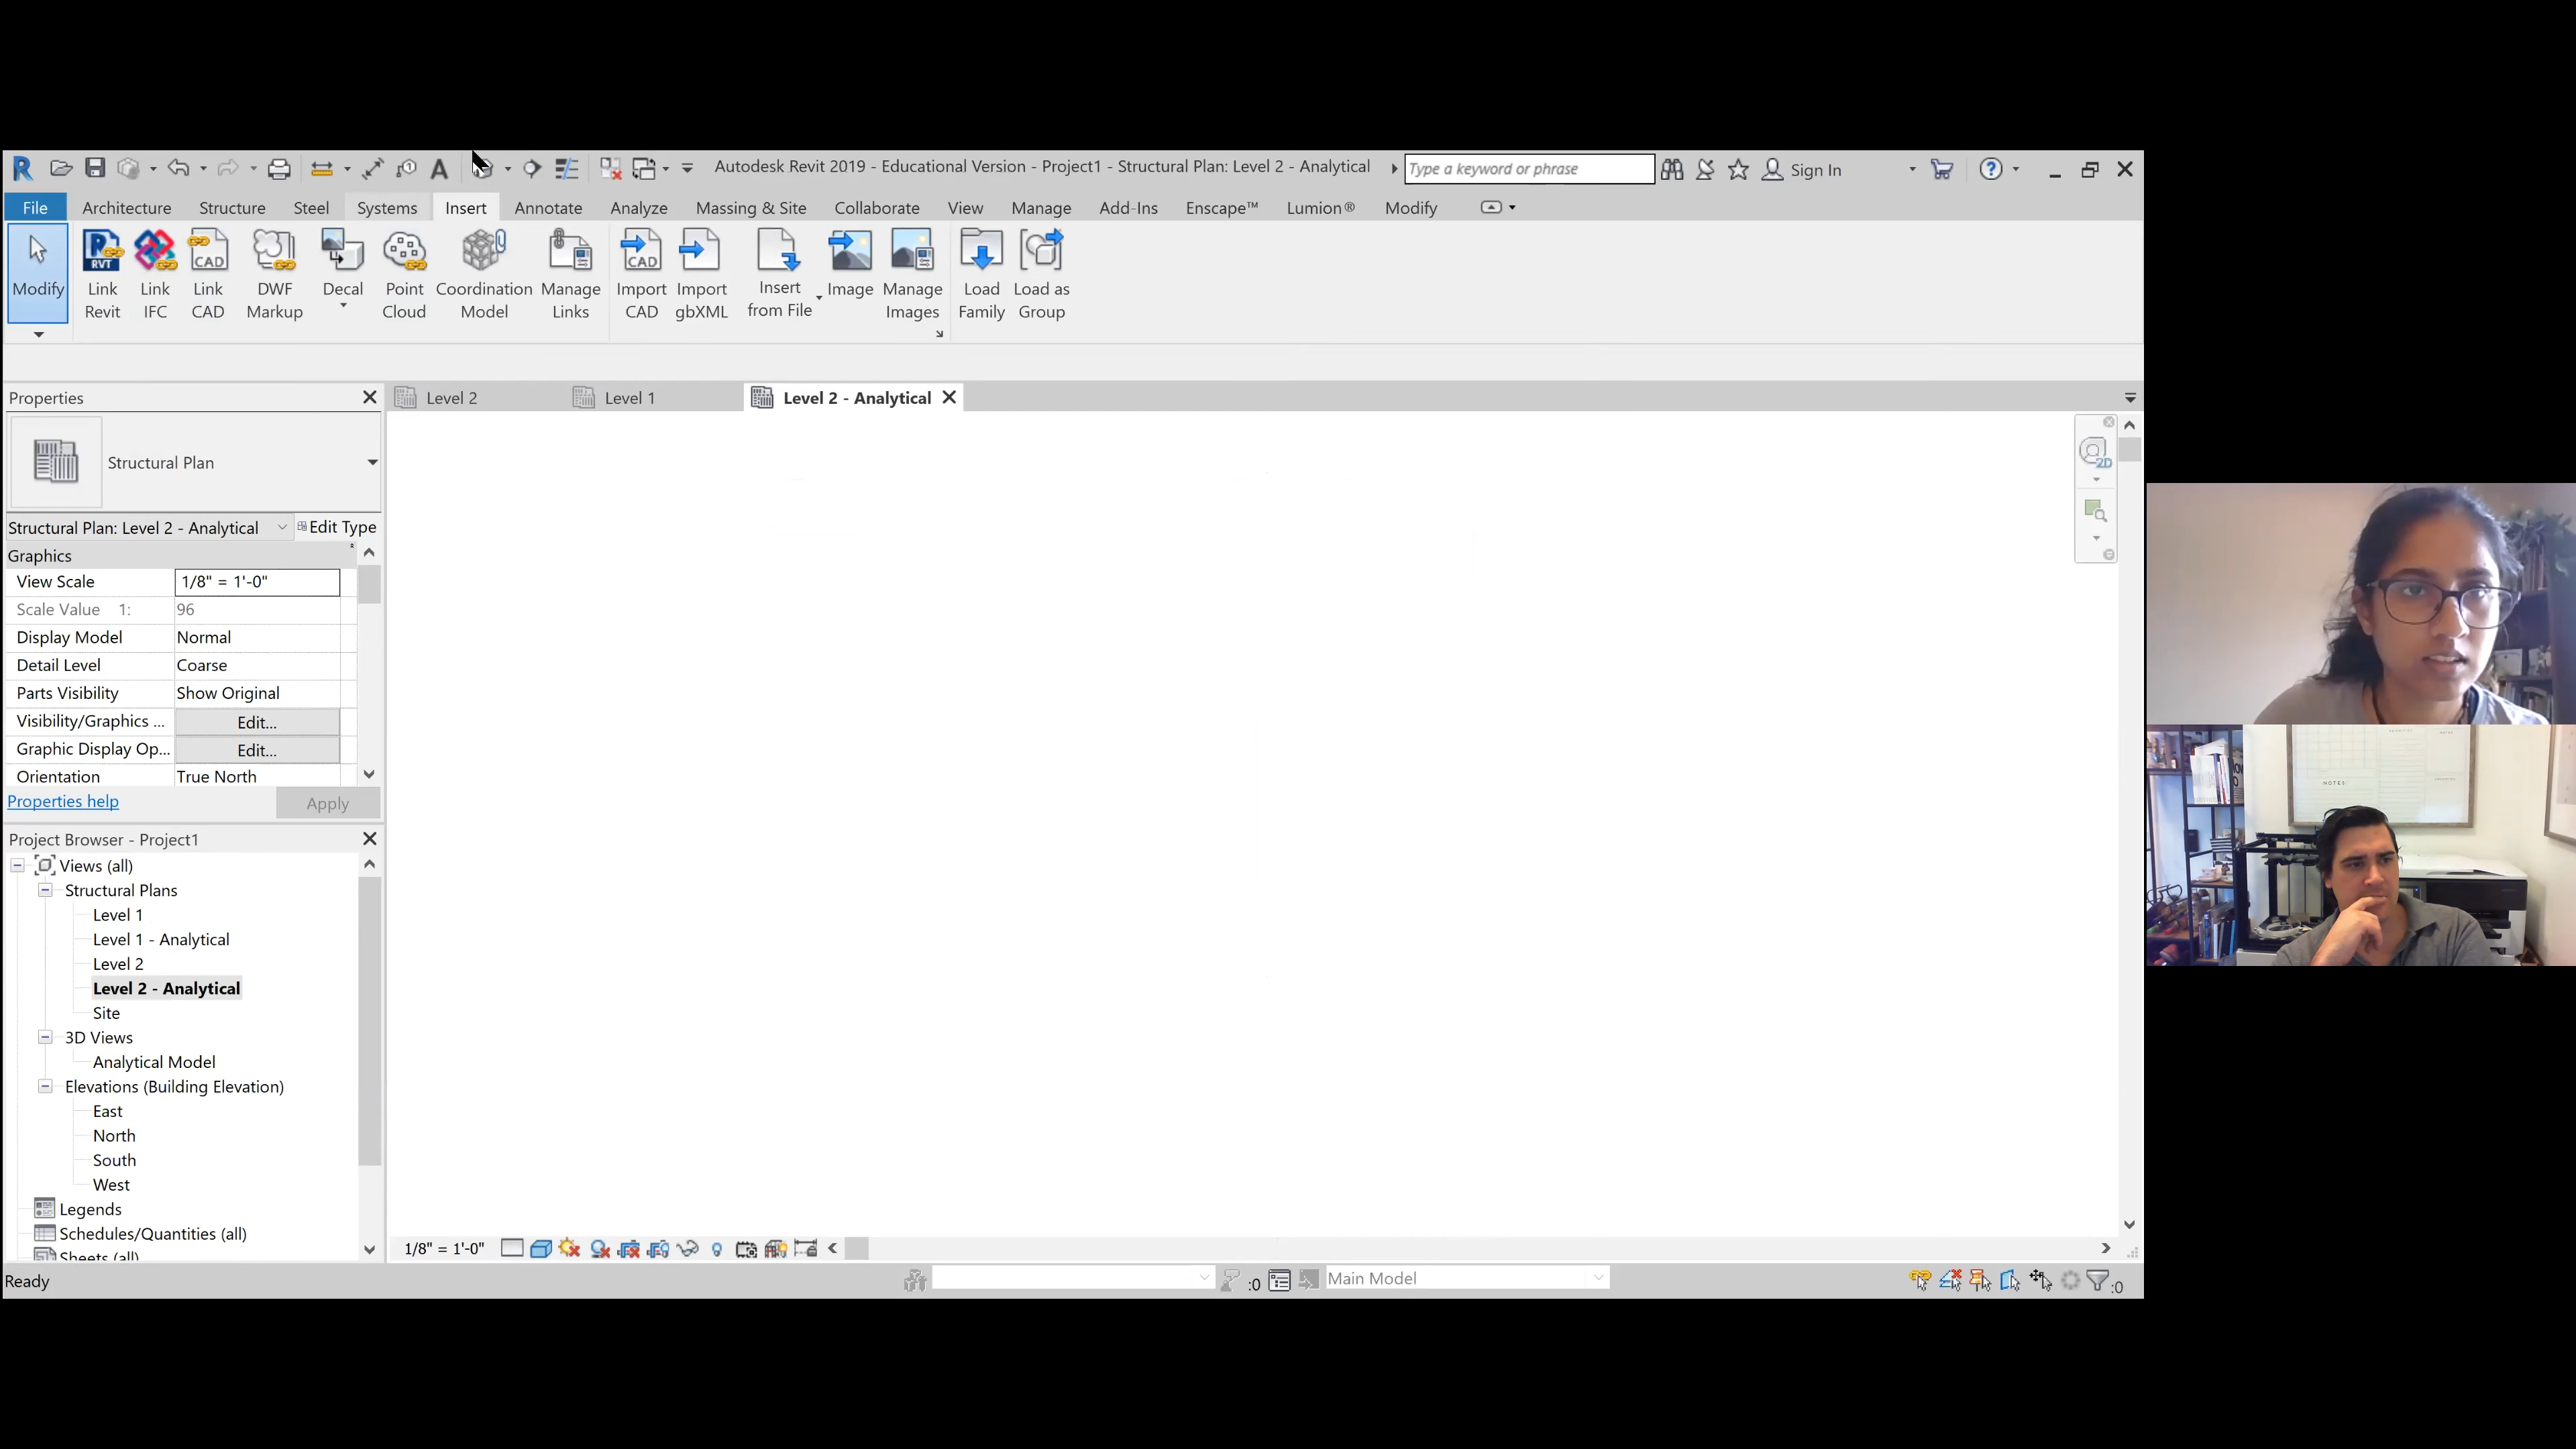 Autodesk Revit 2019 - Educational Version - Project1 - Structural Plan: Level 2 - Analytical
Type a keyword or phrase
Sign In
File Architecture Structure Steel Systems Insert Annotate Analyze Massing & Site Collaborate View Manage Add-Ins Enscape™ Lumion® Modify
Modify
Link Revit
Link IFC
Link CAD
DWF Markup
Decal
Point Cloud
Coordination Model
Manage Links
Import CAD
Import gbXML
Insert from File
Image
Manage Images
Load Family
Load as Group
Properties
Level 2
Level 1
Level 2 - Analytical
Structural Plan
Structural Plan: Level 2 - Analytical
Edit Type
Graphics
View Scale 1/8" = 1'-0"
Scale Value 1: 96
Display Model Normal
Detail Level Coarse
Parts Visibility Show Original
Visibility/Graphics ... Edit...
Graphic Display Op... Edit...
Orientation True North
Properties help
Apply
Project Browser - Project1
Views (all)
Structural Plans
Level 1
Level 1 - Analytical
Level 2
Level 2 - Analytical
Site
3D Views
Analytical Model
Elevations (Building Elevation)
East
North
South
West
Legends
Schedules/Quantities (all)
Sheets (all)
1/8" = 1'-0"
Ready
:0
Main Model
:0
2D
NOTES